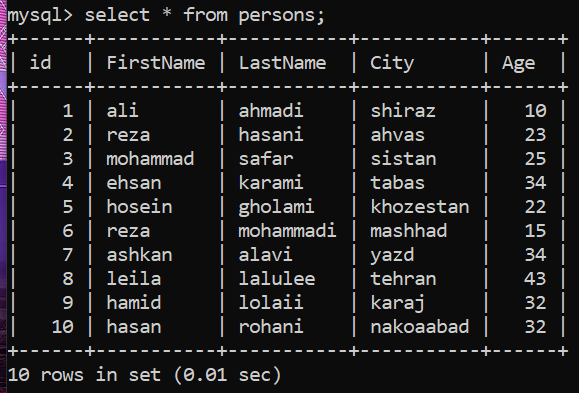 mysql> select * from persons;
+------+-----------+-----------+-----------+------+
| id   | FirstName | LastName  | City      | Age  |
+------+-----------+-----------+-----------+------+
|    1 | ali       | ahmadi    | shiraz    |   10 |
|    2 | reza      | hasani    | ahvas     |   23 |
|    3 | mohammad  | safar     | sistan    |   25 |
|    4 | ehsan     | karami    | tabas     |   34 |
|    5 | hosein    | gholami   | khozestan |   22 |
|    6 | reza      | mohammadi | mashhad   |   15 |
|    7 | ashkan    | alavi     | yazd      |   34 |
|    8 | leila     | lalulee   | tehran    |   43 |
|    9 | hamid     | lolaii    | karaj     |   32 |
|   10 | hasan     | rohani    | nakoaabad |   32 |
+------+-----------+-----------+-----------+------+
10 rows in set (0.01 sec)